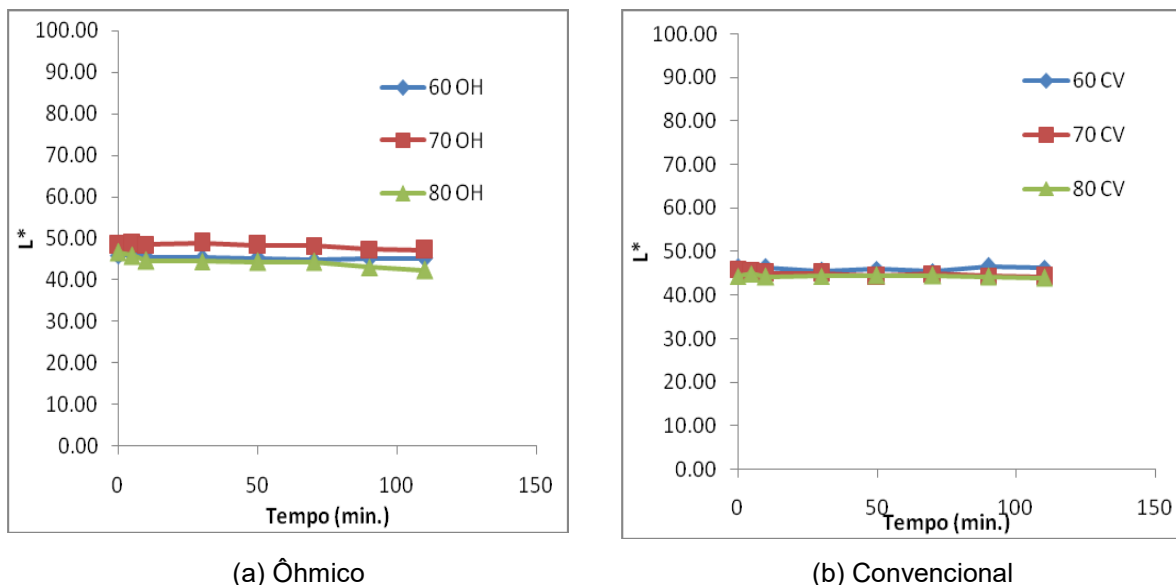 100.00
90.00
80.00
70.00
60.00
50.00
40.00
30.00
20.00
10.00
0.00
L*
0 50 100 150
Tempo (min.)
60 OH
70 OH
80 OH
(a) Ôhmico
100.00
90.00
80.00
70.00
60.00
50.00
40.00
30.00
20.00
10.00
0.00
L*
0 50 100 150
Tempo (min.)
60 CV
70 CV
80 CV
(b) Convencional